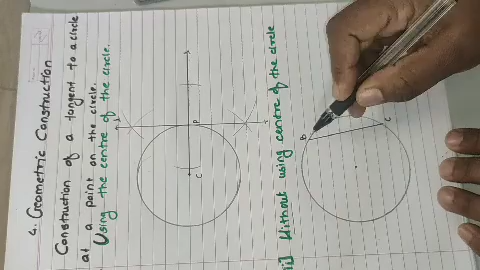 4. Geometric Construction
Construction of a tangent to a circle
at a point on the circle.
Using the centre of the circle.
P
C
ii) Without using centre of the circle
B
C